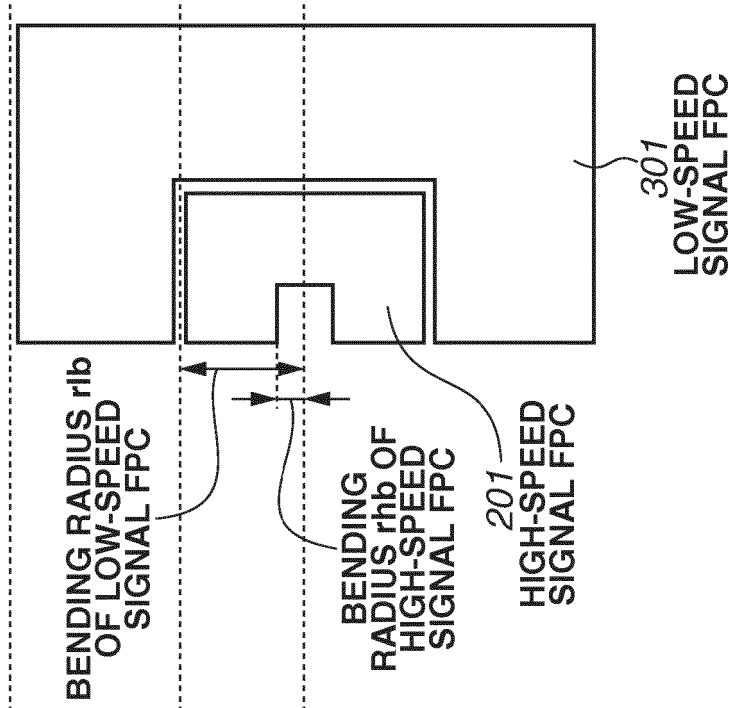 BENDING RADIUS rlb
OF LOW-SPEED
SIGNAL FPC
BENDING
RADIUS rhb OF
HIGH-SPEED
SIGNAL FPC
201
HIGH-SPEED
SIGNAL FPC
301
LOW-SPEED
SIGNAL FPC